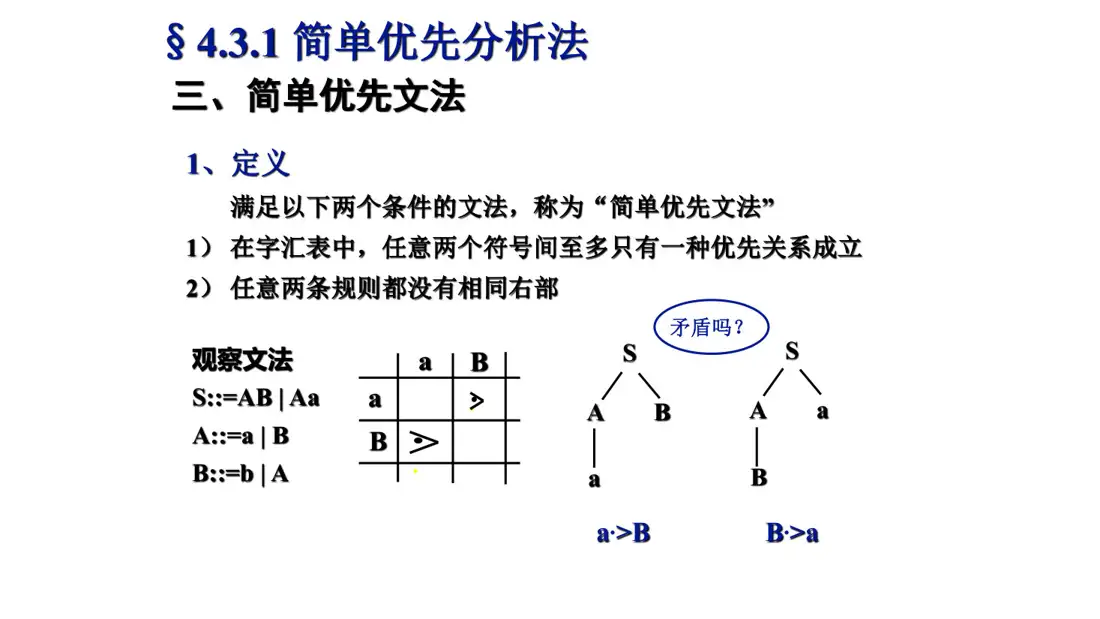 §4.3.1 简单优先分析法
三、简单优先文法
1、定义
满足以下两个条件的文法，称为“简单优先文法”
1） 在字汇表中，任意两个符号间至多只有一种优先关系成立
2） 任意两条规则都没有相同右部
观察文法
S::=AB | Aa
A::=a | B
B::=b | A
a B
a ·>
B ·>
矛盾吗？
S
A B
a
S
A a
B
a·>B
B·>a